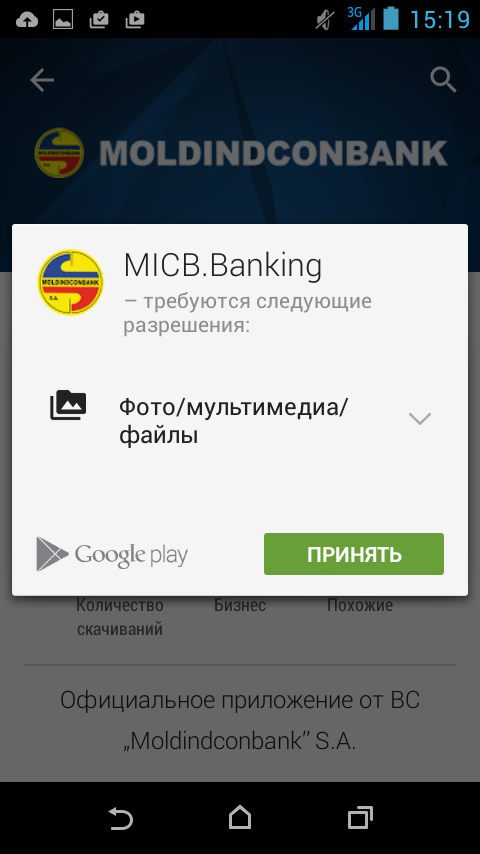 3G 15:19
MOLDINDCONBANK
MOLDINDCONBANK
S.A.
MICB.Banking
– требуются следующие
разрешения:
Фото/мультимедиа/
файлы
Google play
ПРИНЯТЬ
Количество
скачиваний
Бизнес
Похожие
Официальное приложение от BC
„Moldindconbank” S.A.